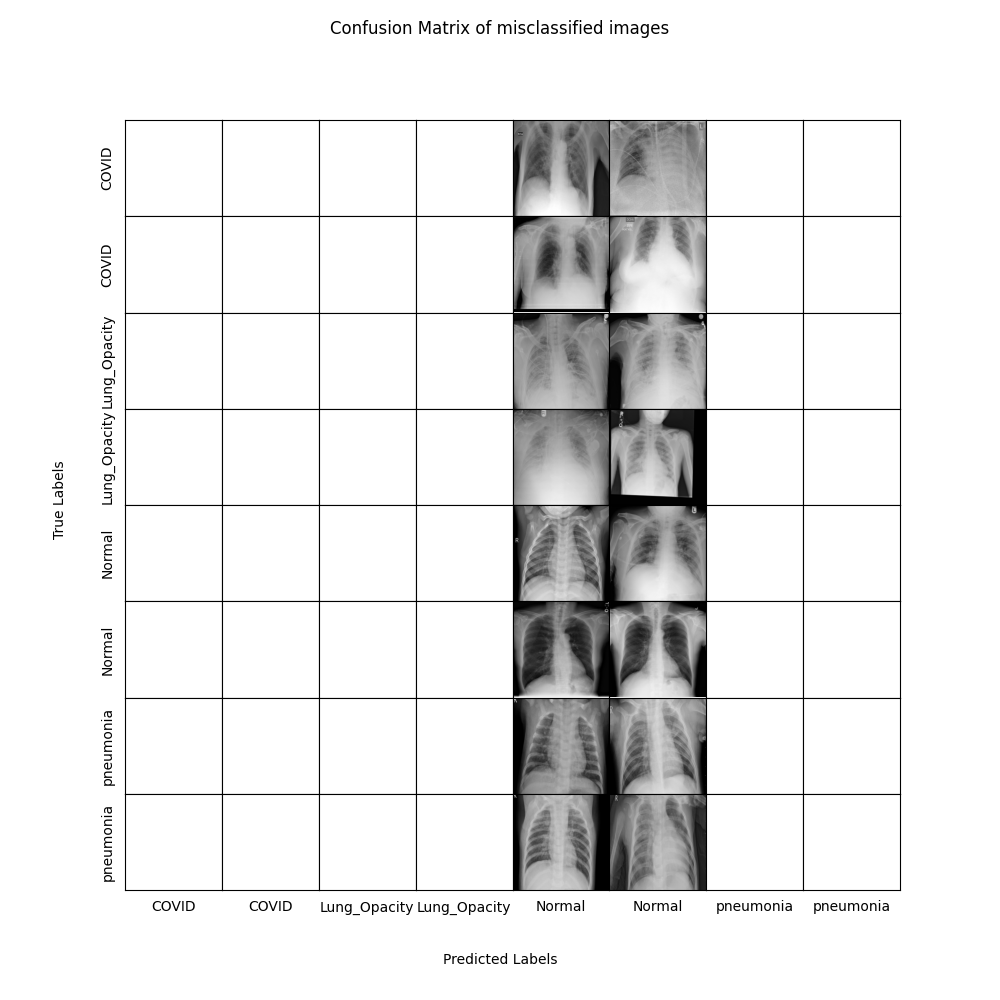 Confusion Matrix of misclassified images
True Labels
COVID
COVID
Lung_Opacity
Lung_Opacity
Normal
Normal
pneumonia
pneumonia
COVID COVID Lung_Opacity Lung_Opacity Normal Normal pneumonia pneumonia
Predicted Labels